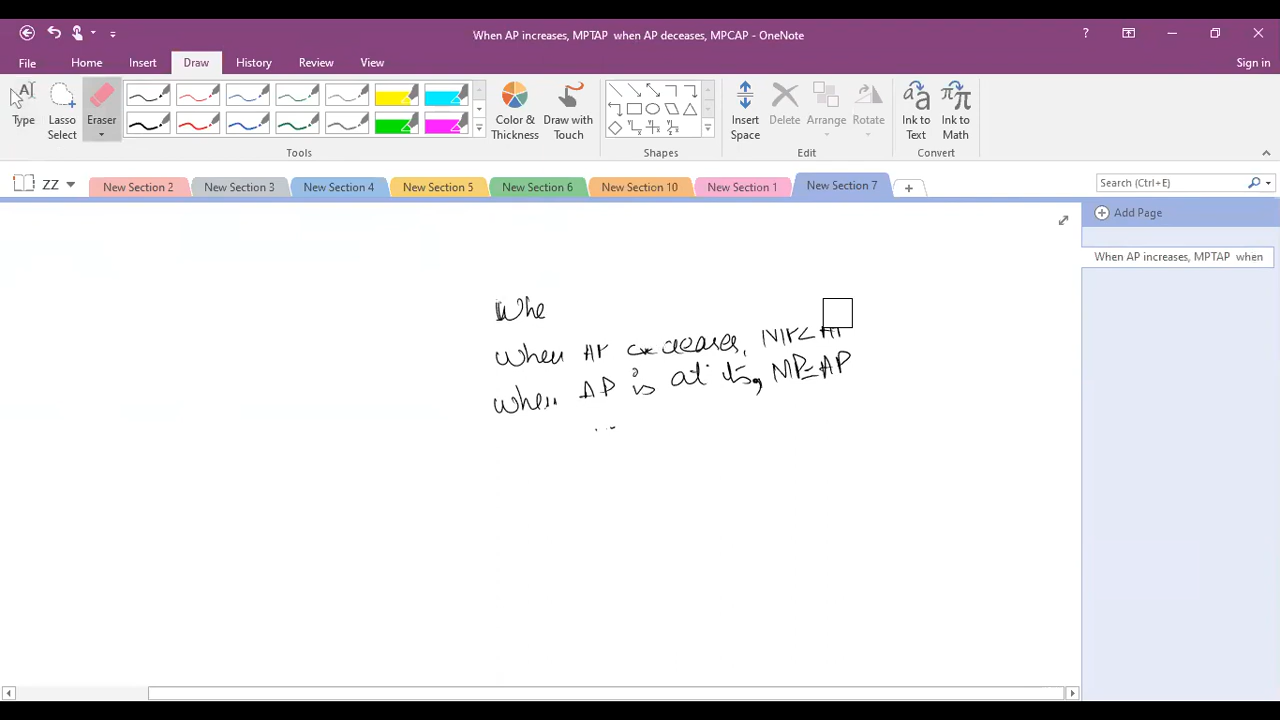 When AP increases, MPTAP when AP deceases, MPCAP - OneNote
? Sign in
File Home Insert Draw History Review View
Type Lasso Select Eraser Color & Thickness Draw with Touch Insert Space Delete Arrange Rotate Ink to Text Ink to Math
Tools Shapes Edit Convert
ZZ New Section 2 New Section 3 New Section 4 New Section 5 New Section 6 New Section 10 New Section 1 New Section 7 Search (Ctrl+E)
Add Page
When AP increases, MPTAP when
Whe
when AP deceases, MP< AP
when AP is at its, MP=AP